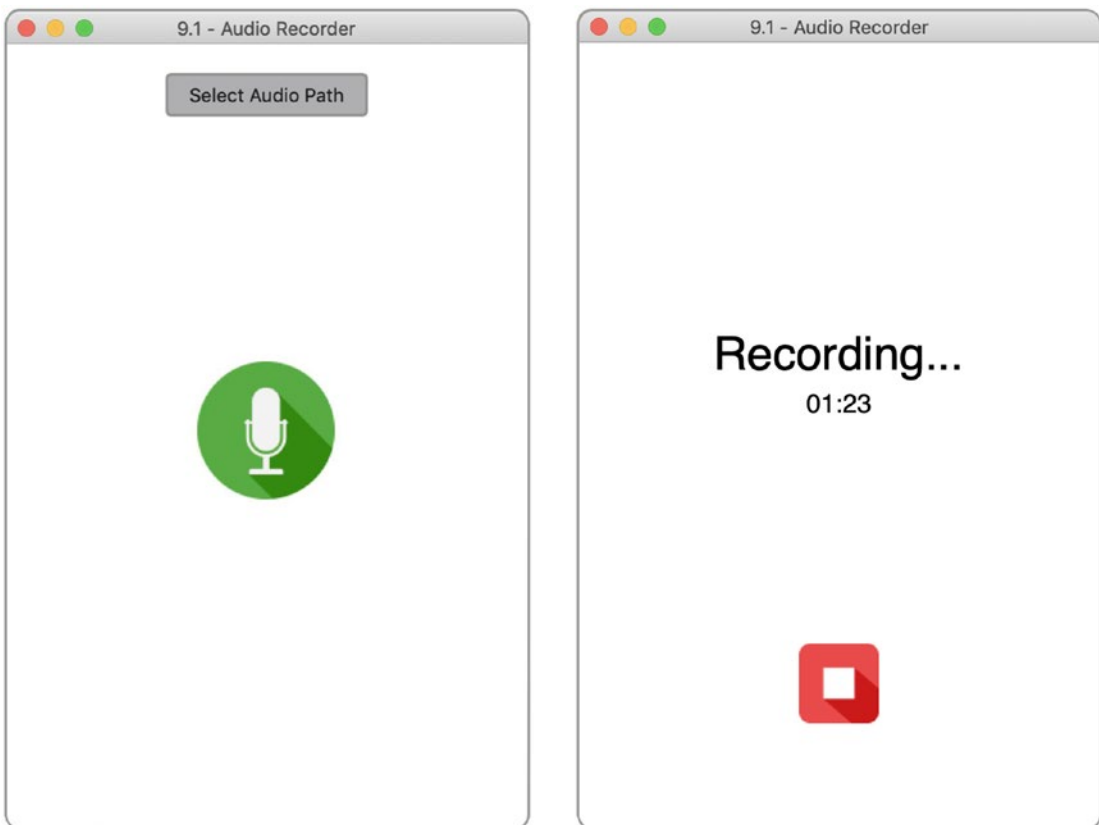 9.1 - Audio Recorder
Select Audio Path
9.1 - Audio Recorder
Recording...
01:23